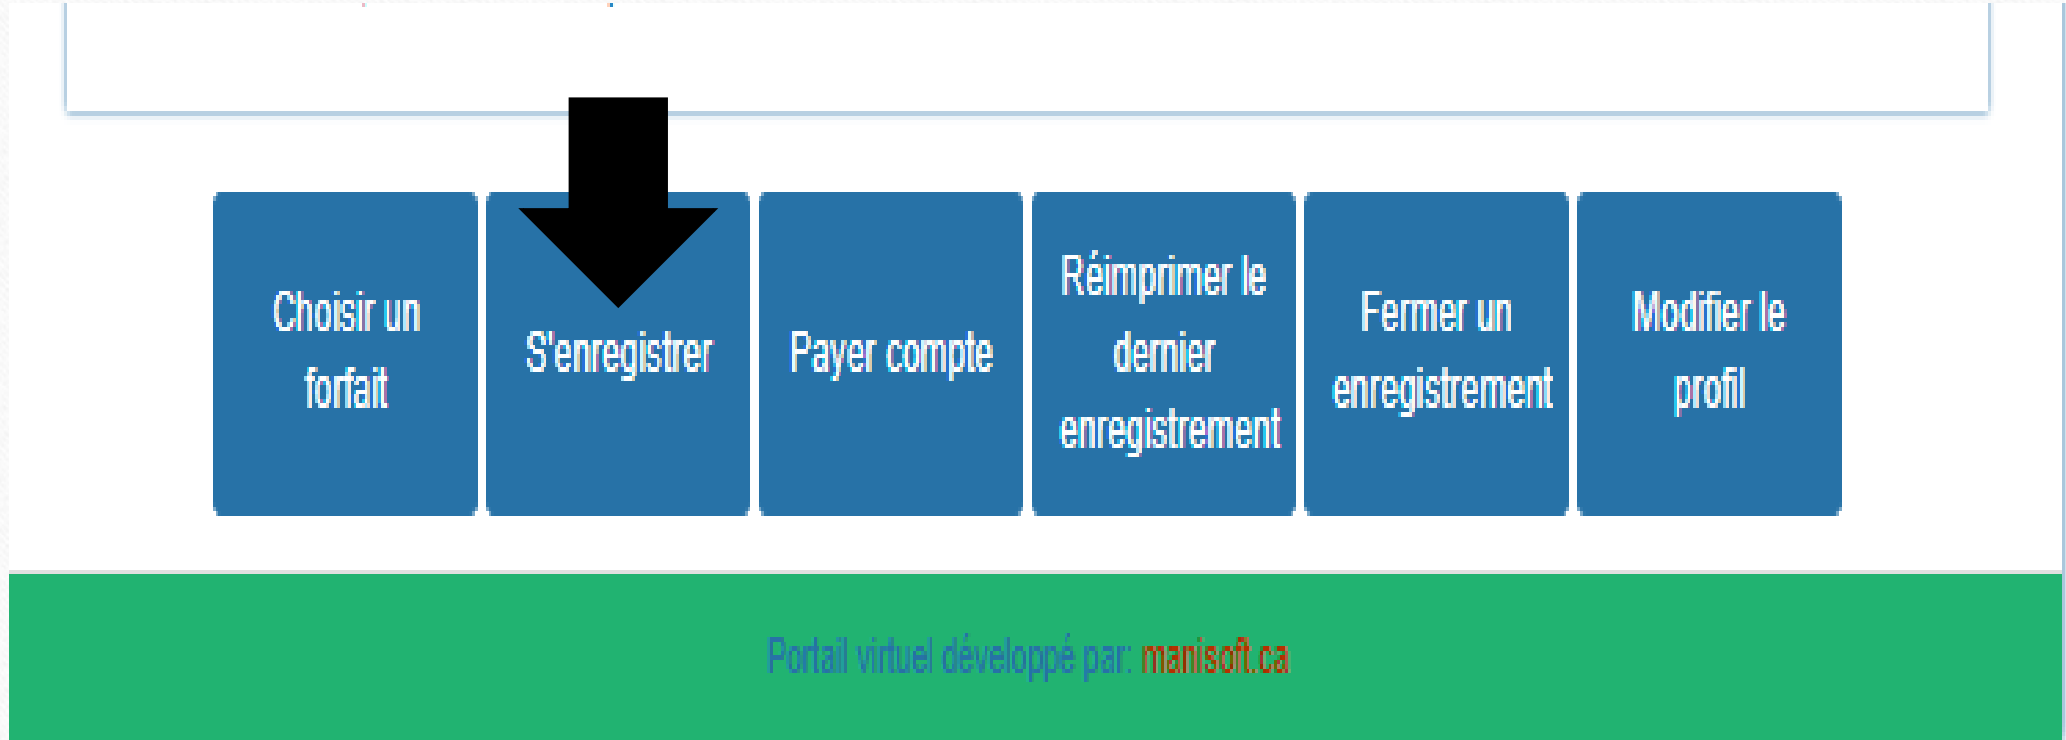 Choisir un
forfait
S'enregistrer
Payer compte
Réimprimer le
dernier
enregistrement
Fermer un
enregistrement
Modifier le
profil
Portail virtuel développé par: manisoft.ca